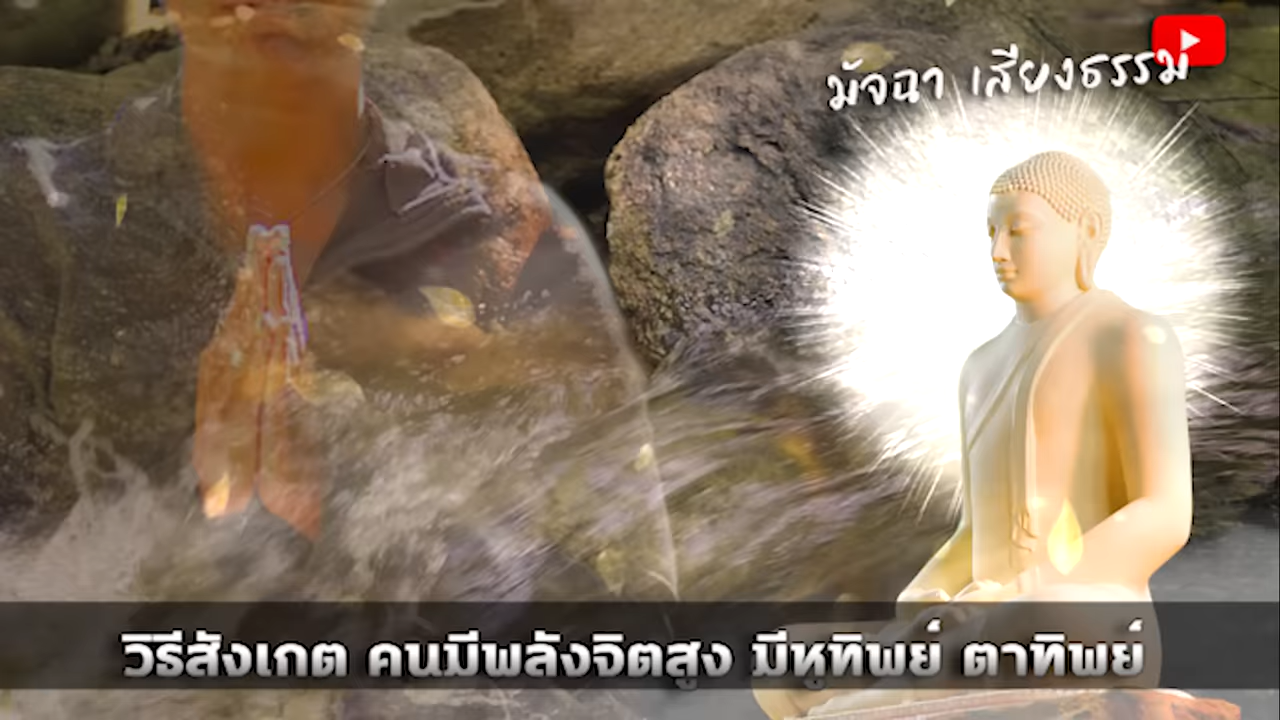 มัจฉา เสียงธรรม
วิธีสังเกต คนมีพลังจิตสูง มีหูทิพย์ ตาทิพย์